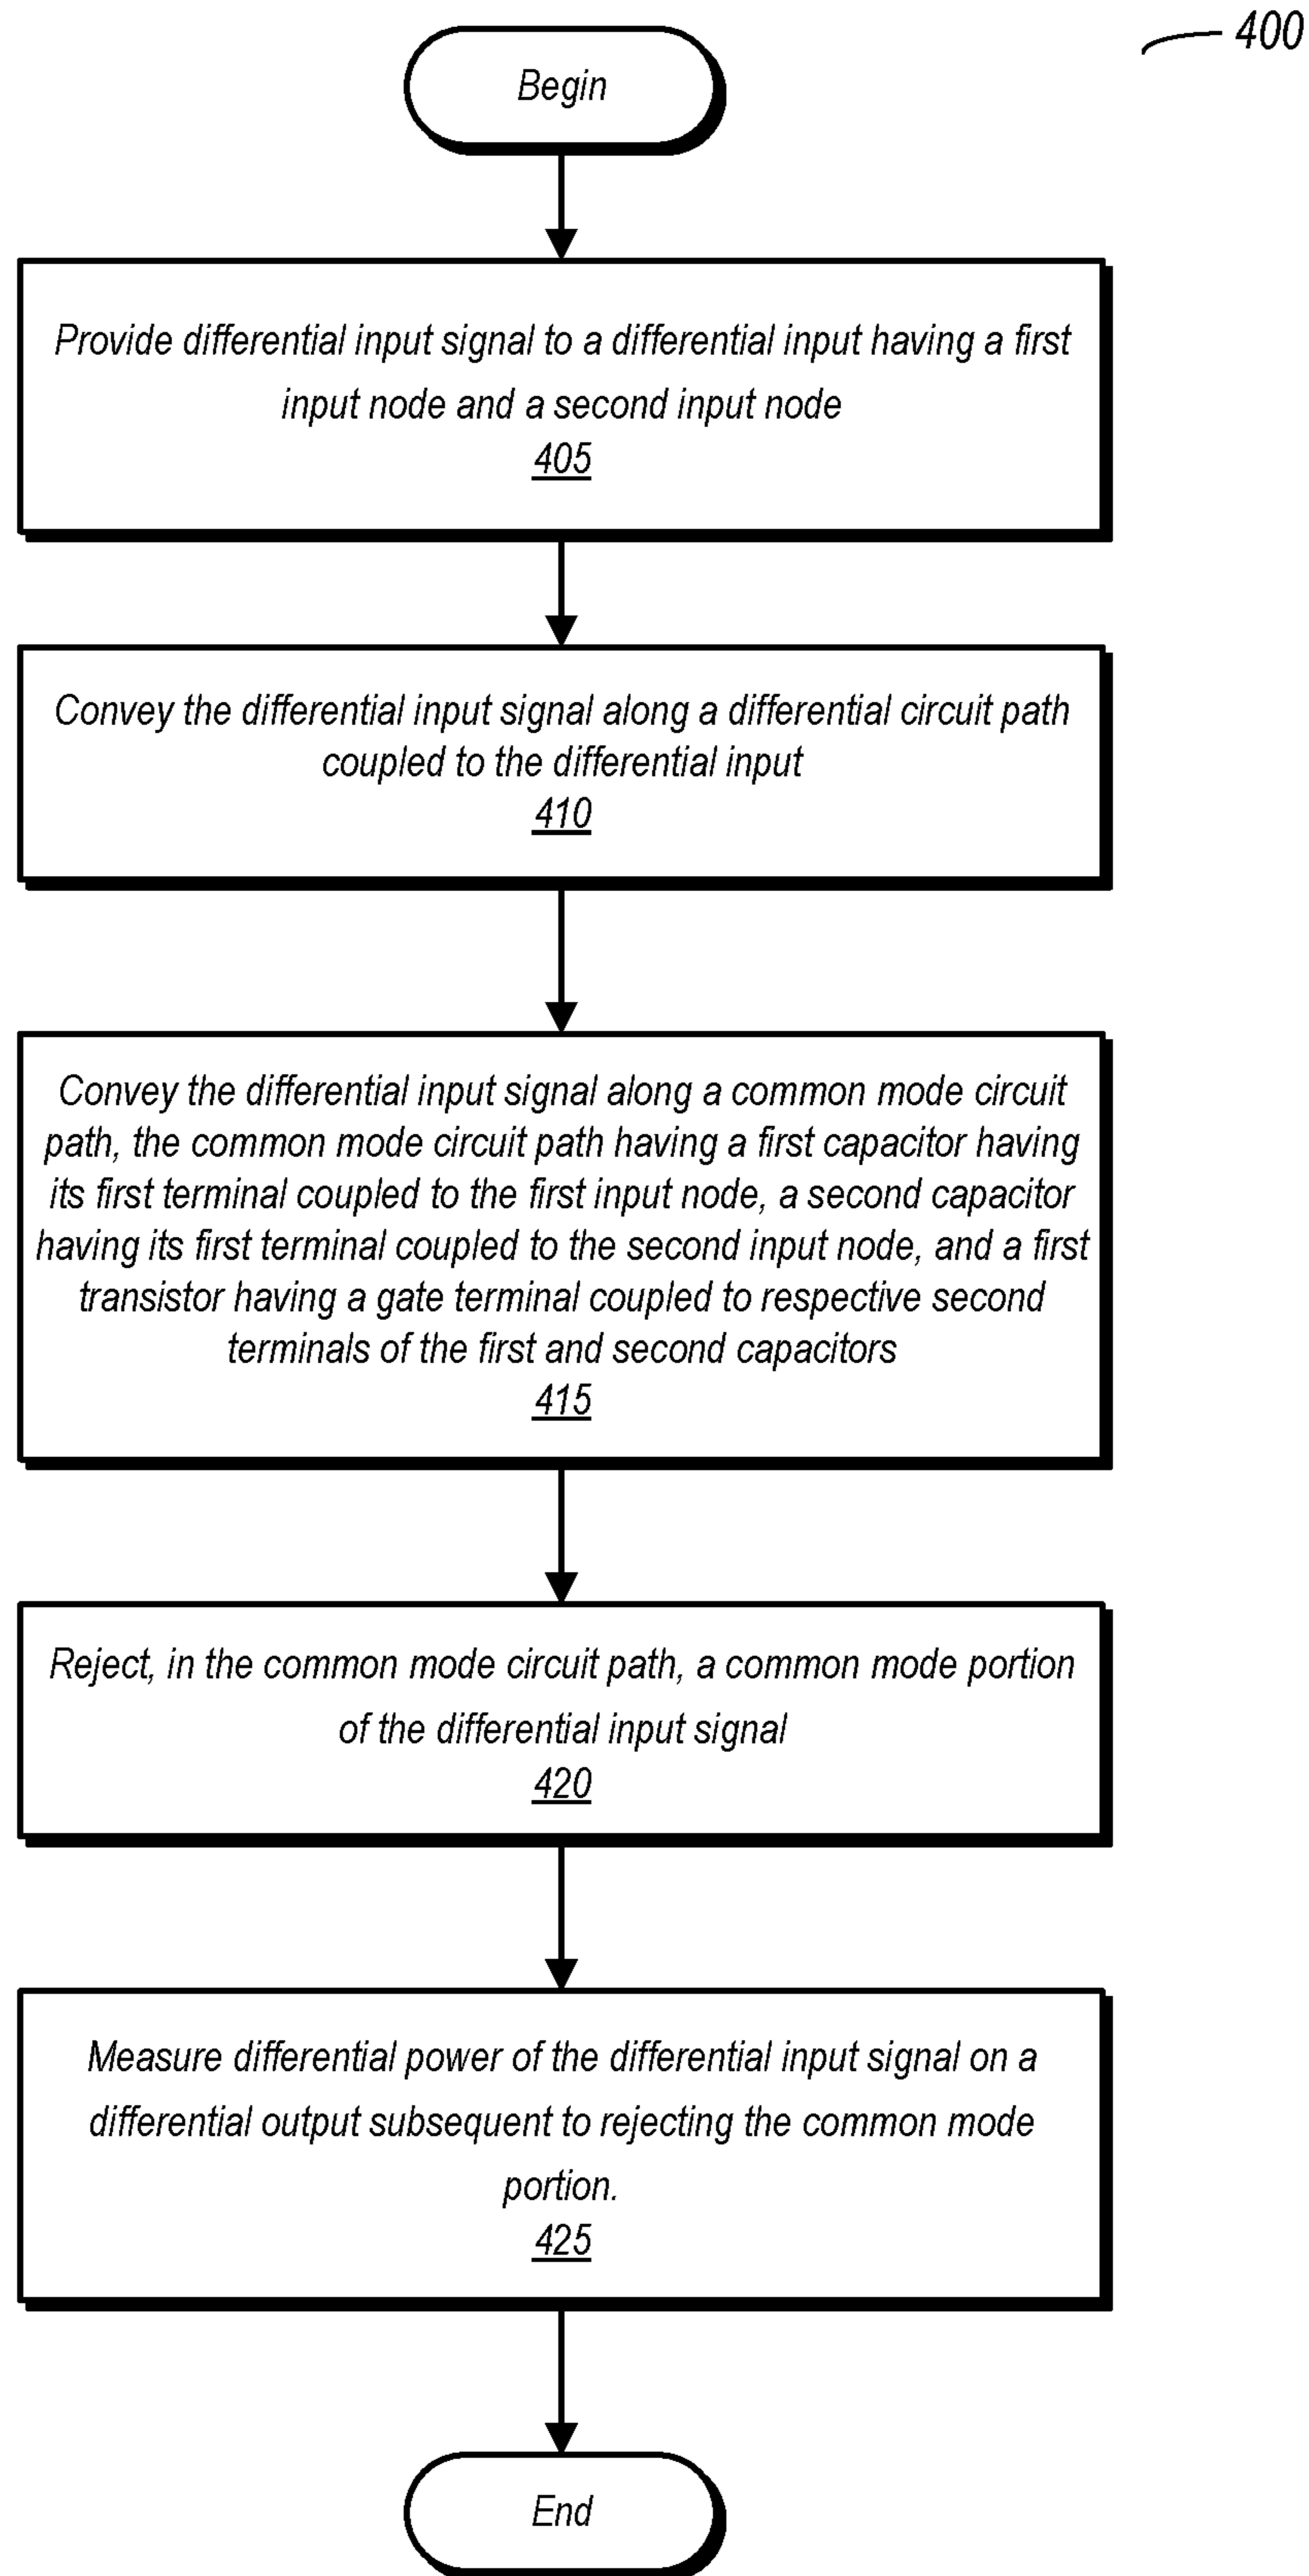 400
Begin
Provide differential input signal to a differential input having a first
input node and a second input node
405
Convey the differential input signal along a differential circuit path
coupled to the differential input
410
Convey the differential input signal along a common mode circuit
path, the common mode circuit path having a first capacitor having
its first terminal coupled to the first input node, a second capacitor
having its first terminal coupled to the second input node, and a first
transistor having a gate terminal coupled to respective second
terminals of the first and second capacitors
415
Reject, in the common mode circuit path, a common mode portion
of the differential input signal
420
Measure differential power of the differential input signal on a
differential output subsequent to rejecting the common mode
portion.
425
End